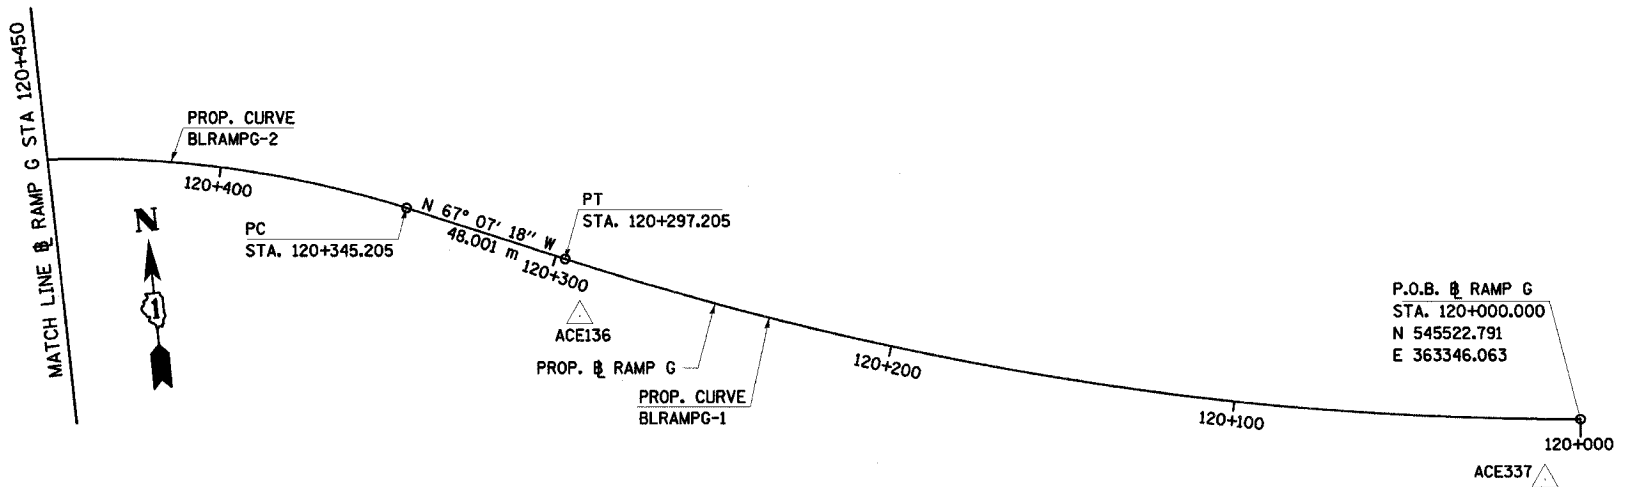 MATCH LINE ℄ RAMP G STA 120+450
PROP. CURVE
BLRAMPG-2
120+400
N
1
PC
STA. 120+345.205
N 67° 07' 18" W
48.001 m
PT
STA. 120+297.205
120+300
ACE136
PROP. ℄ RAMP G
PROP. CURVE
BLRAMPG-1
120+200
120+100
P.O.B. ℄ RAMP G
STA. 120+000.000
N 545522.791
E 363346.063
120+000
ACE337